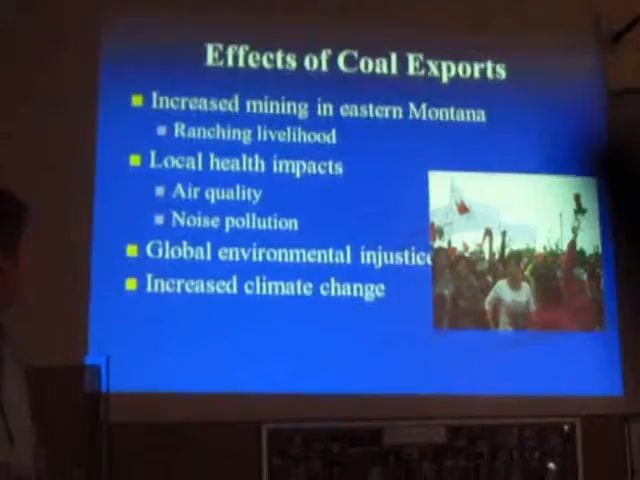 Effects of Coal Exports
Increased mining in eastern Montana
Ranching livelihood
Local health impacts
Air quality
Noise pollution
Global environmental injustice
Increased climate change